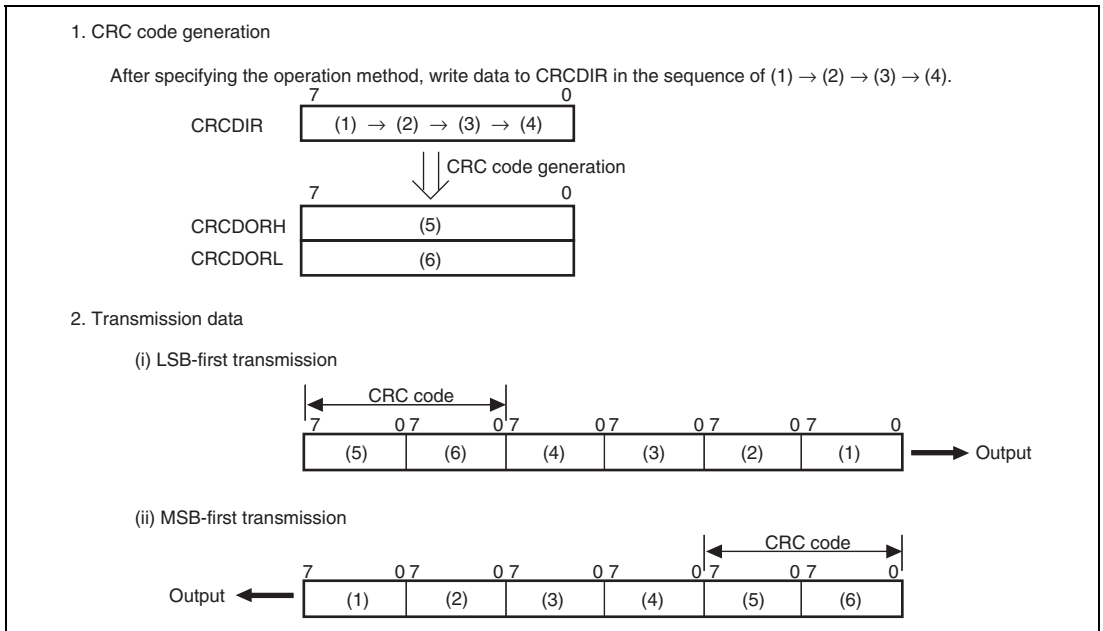 1. CRC code generation
After specifying the operation method, write data to CRCDIR in the sequence of (1) → (2) → (3) → (4).
7 0
CRCDIR (1) → (2) → (3) → (4)
CRC code generation
7 0
CRCDORH (5)
CRCDORL (6)
2. Transmission data
(i) LSB-first transmission
CRC code
7 0 7 0 7 0 7 0 7 0 7 0
(5) (6) (4) (3) (2) (1) Output
(ii) MSB-first transmission
CRC code
7 0 7 0 7 0 7 0 7 0 7 0
Output (1) (2) (3) (4) (5) (6)